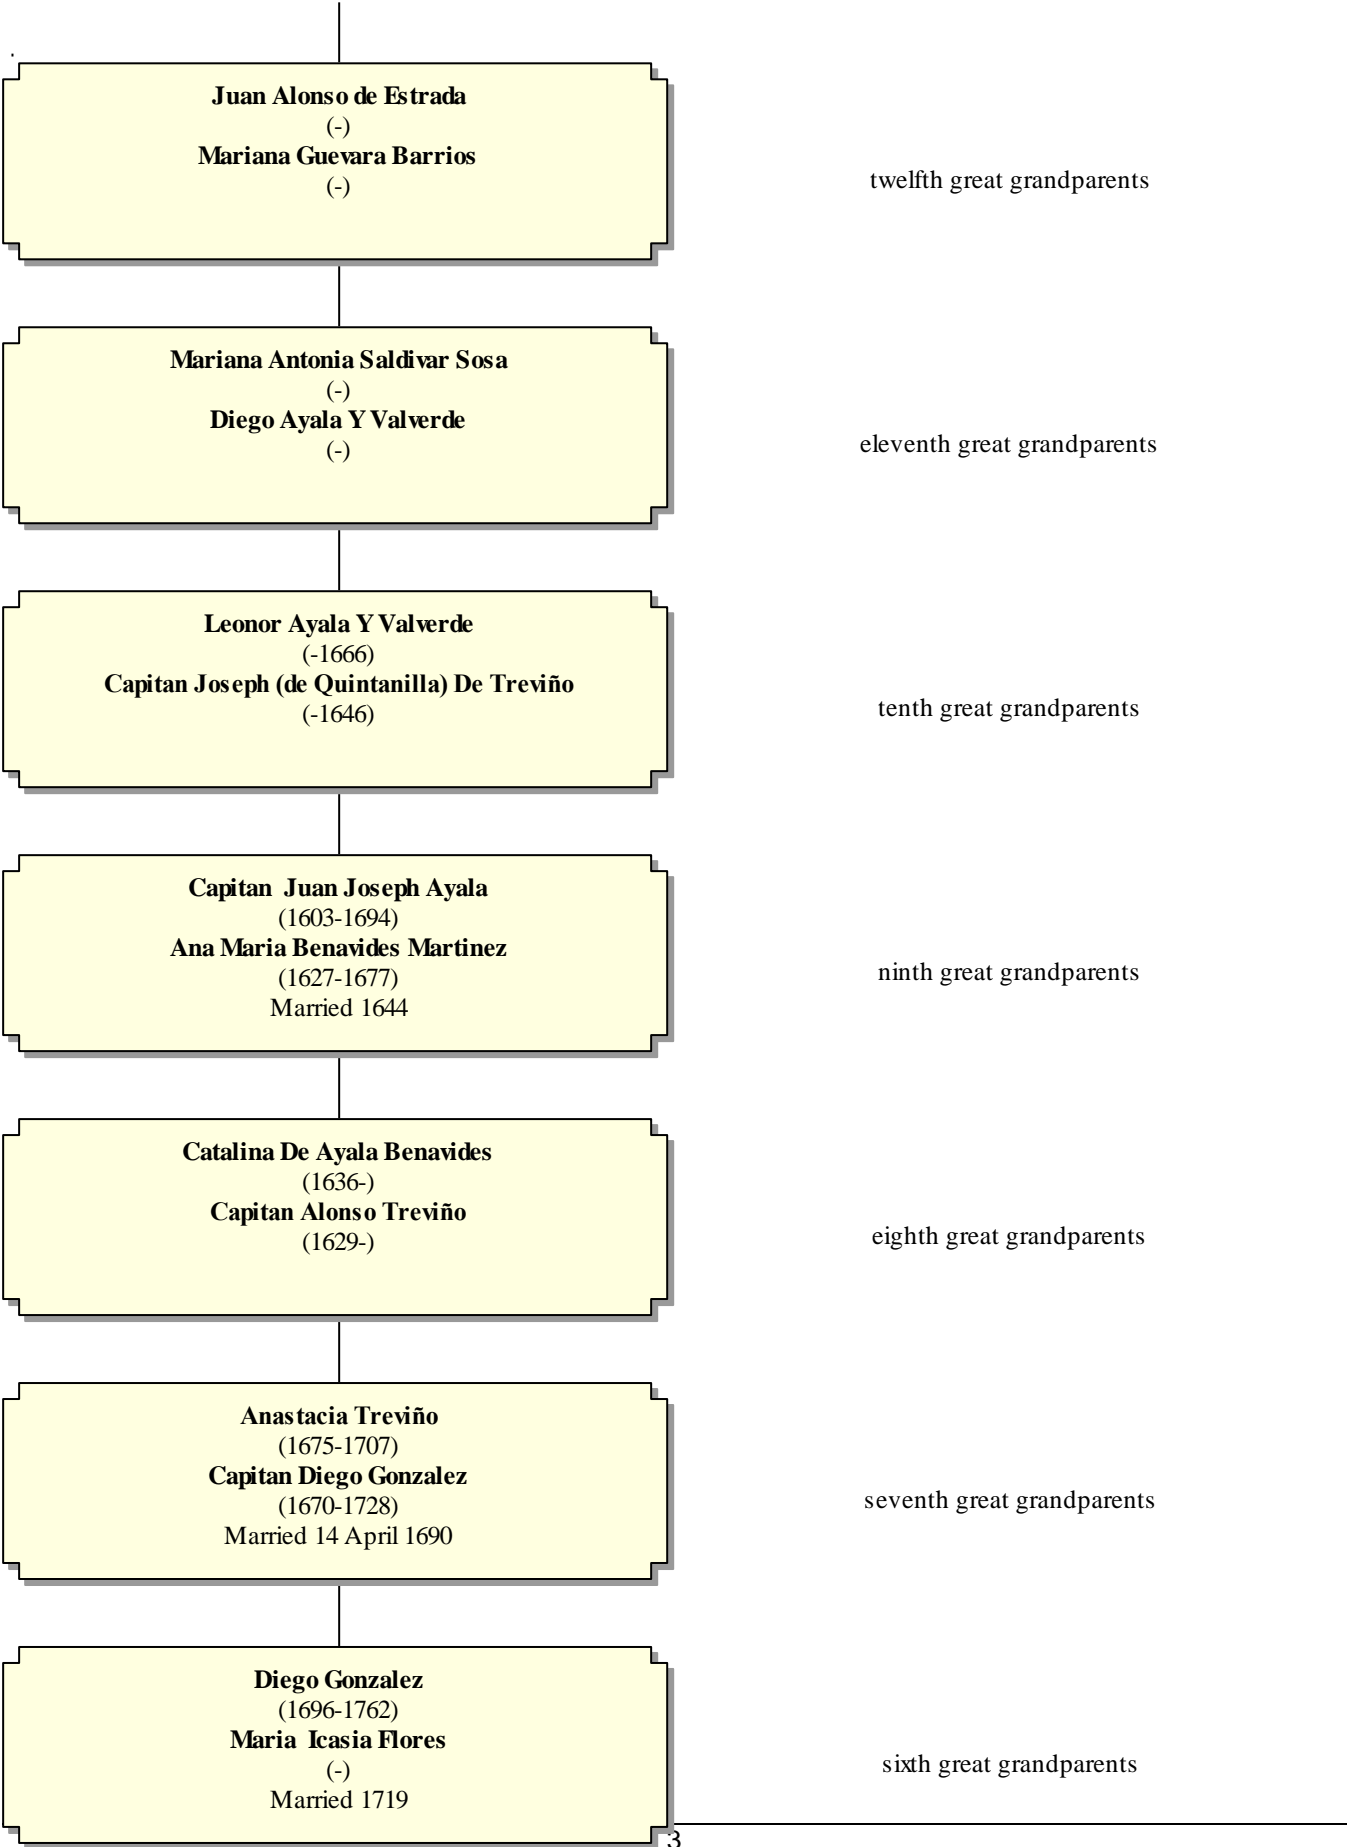 .
Juan Alonso de Estrada
(-)
Mariana Guevara Barrios
(-)
twelfth great grandparents
Mariana Antonia Saldivar Sosa
(-)
Diego Ayala Y Valverde
(-)
eleventh great grandparents
Leonor Ayala Y Valverde
(-1666)
Capitan Joseph (de Quintanilla) De Treviño
(-1646)
tenth great grandparents
Capitan Juan Joseph Ayala
(1603-1694)
Ana Maria Benavides Martinez
(1627-1677)
Married 1644
ninth great grandparents
Catalina De Ayala Benavides
(1636-)
Capitan Alonso Treviño
(1629-)
eighth great grandparents
Anastacia Treviño
(1675-1707)
Capitan Diego Gonzalez
(1670-1728)
Married 14 April 1690
seventh great grandparents
Diego Gonzalez
(1696-1762)
Maria Icasia Flores
(-)
Married 1719
sixth great grandparents
3